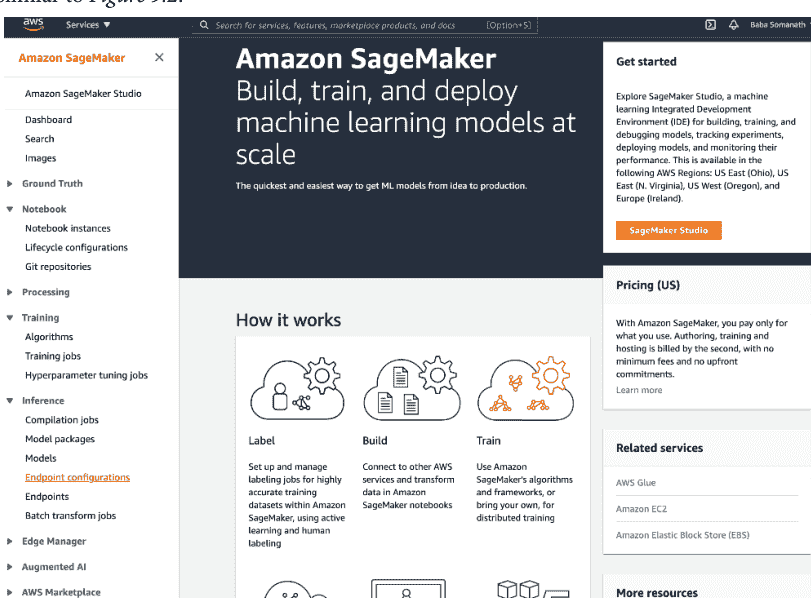 similar to Figure 9.2:
aws
Services
Search for services, features, marketplace products, and docs
[Option+S]
Baba Somanath
Amazon SageMaker
Amazon SageMaker Studio
Dashboard
Search
Images
Ground Truth
Notebook
Notebook instances
Lifecycle configurations
Git repositories
Processing
Training
Algorithms
Training jobs
Hyperparameter tuning jobs
Inference
Compilation jobs
Model packages
Models
Endpoint configurations
Endpoints
Batch transform jobs
Edge Manager
Augmented AI
AWS Marketplace
Amazon SageMaker
Build, train, and deploy
machine learning models at
scale
The quickest and easiest way to get ML models from idea to production.
How it works
Label
Set up and manage
labeling jobs for highly
accurate training
datasets within Amazon
SageMaker, using active
learning and human
labeling
Build
Connect to other AWS
services and transform
data in Amazon
SageMaker notebooks
Train
Use Amazon
SageMaker's algorithms
and frameworks, or
bring your own, for
distributed training
Get started
Explore SageMaker Studio, a machine
learning Integrated Development
Environment (IDE) for building, training, and
debugging models, tracking experiments,
deploying models, and monitoring their
performance. This is available in the
following AWS Regions: US East (Ohio), US
East (N. Virginia), US West (Oregon), and
Europe (Ireland).
SageMaker Studio
Pricing (US)
With Amazon SageMaker, you pay only for
what you use. Authoring, training and
hosting is billed by the second, with no
minimum fees and no upfront
commitments.
Learn more
Related services
AWS Glue
Amazon EC2
Amazon Elastic Block Store (EBS)
More resources